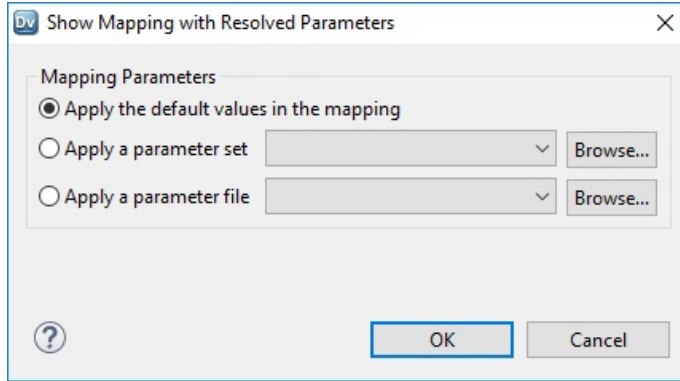 Dv Show Mapping with Resolved Parameters
Mapping Parameters
Apply the default values in the mapping
Apply a parameter set Browse...
Apply a parameter file Browse...
? OK Cancel